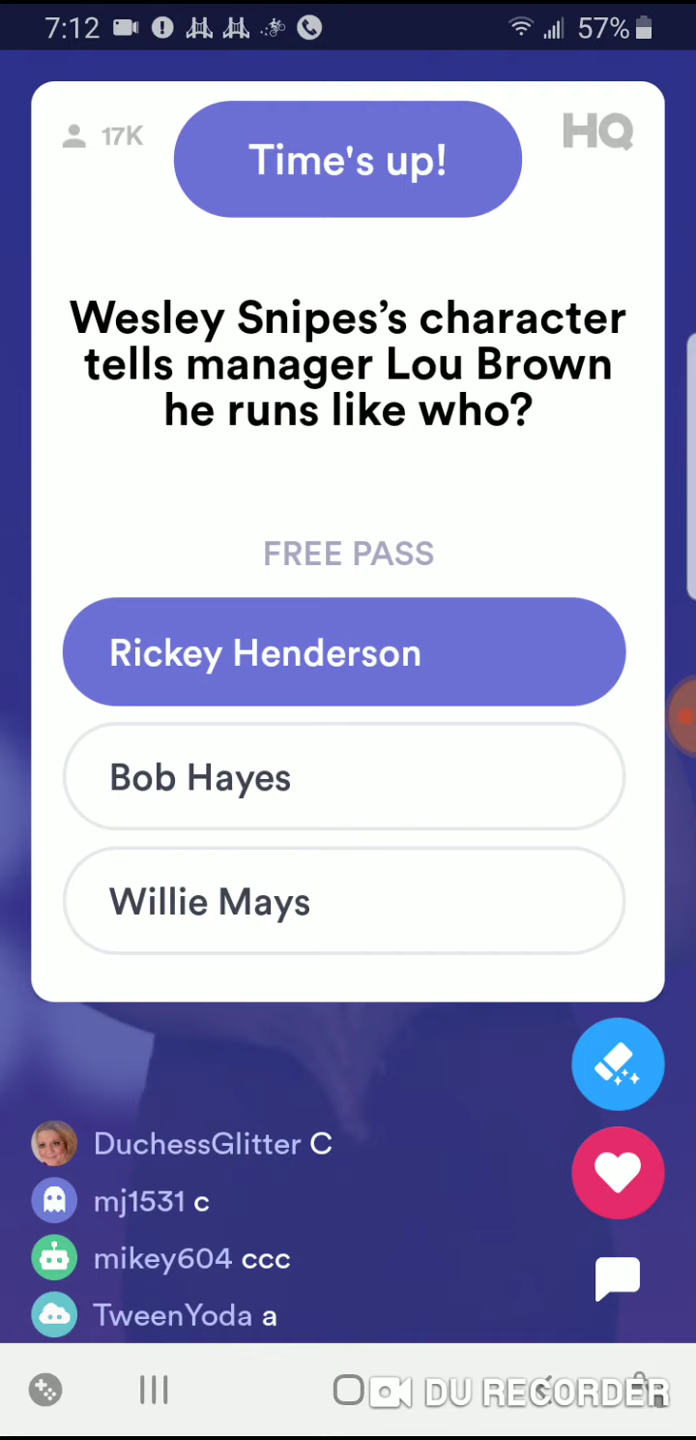 7:12 57%
17K Time's up! HQ
Wesley Snipes’s character
tells manager Lou Brown
he runs like who?
FREE PASS
Rickey Henderson
Bob Hayes
Willie Mays
DuchessGlitter C
mj1531 c
mikey604 ccc
TweenYoda a
DU RECORDER